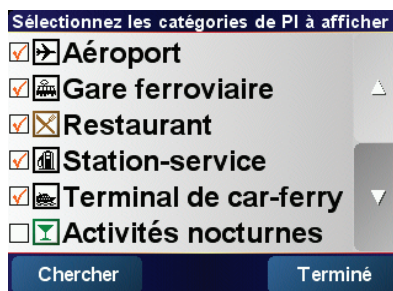 Sélectionnez les catégories de PI à afficher
Aéroport
Gare ferroviaire
Restaurant
Station-service
Terminal de car-ferry
Activités nocturnes
Chercher
Terminé